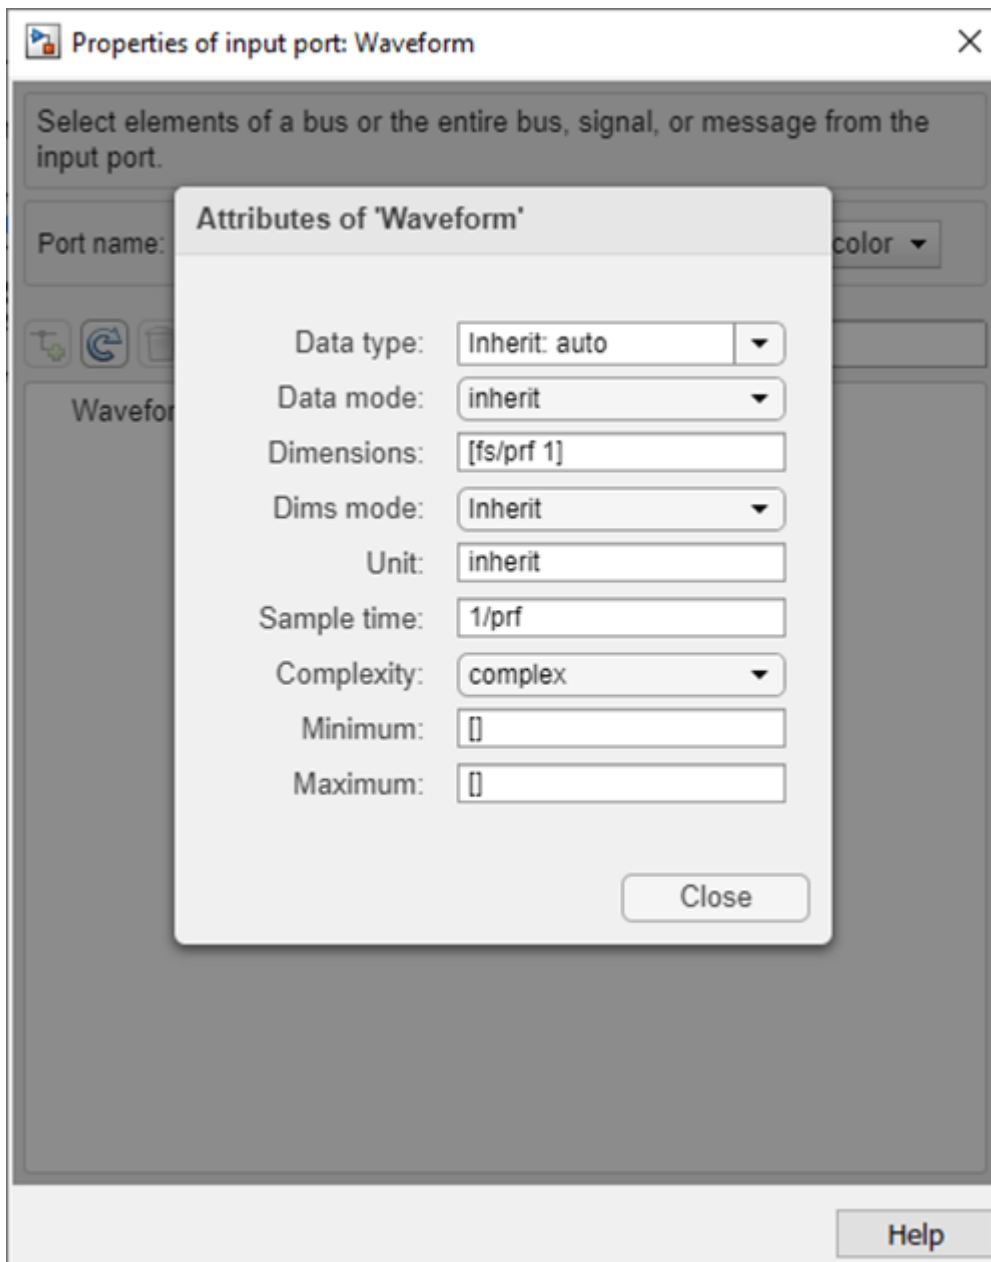 Properties of input port: Waveform
Select elements of a bus or the entire bus, signal, or message from the
input port.
Attributes of 'Waveform'
Port name:
color
Data type: Inherit: auto
Data mode: inherit
Dimensions: [fs/prf 1]
Dims mode: Inherit
Unit: inherit
Sample time: 1/prf
Complexity: complex
Minimum: []
Maximum: []
Wavefor
Close
Help